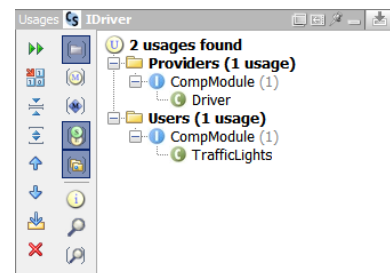 Usages IDriver
2 usages found
Providers (1 usage)
CompModule (1)
Driver
Users (1 usage)
CompModule (1)
TrafficLights